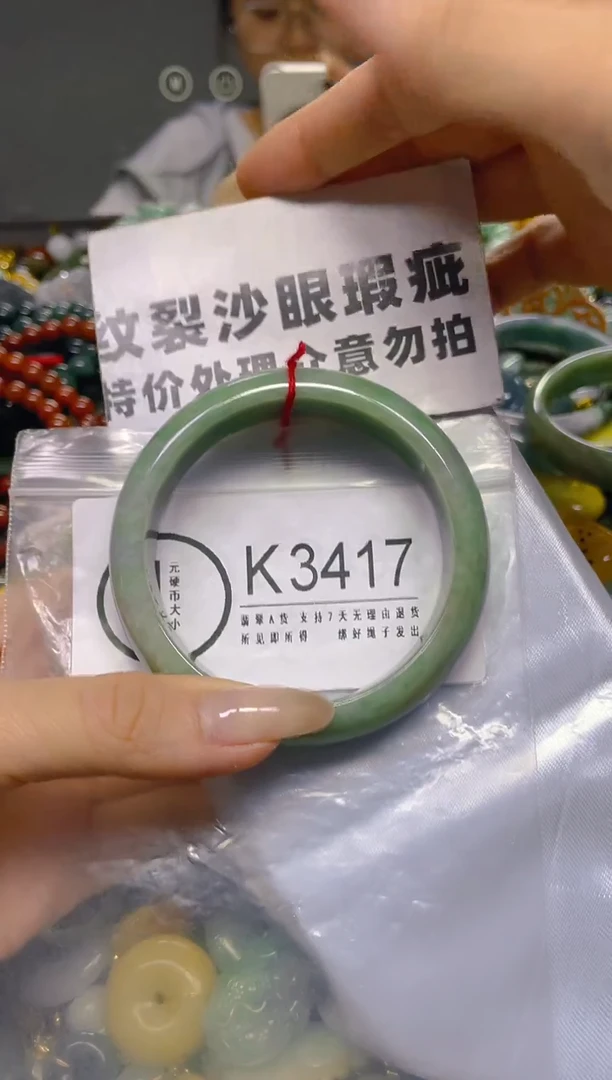 纹裂沙眼瑕疵
特价处理介意勿拍
元硬币大小
K3417
翡翠A货 支持7天无理由退货
所见即所得 绑好绳子发出